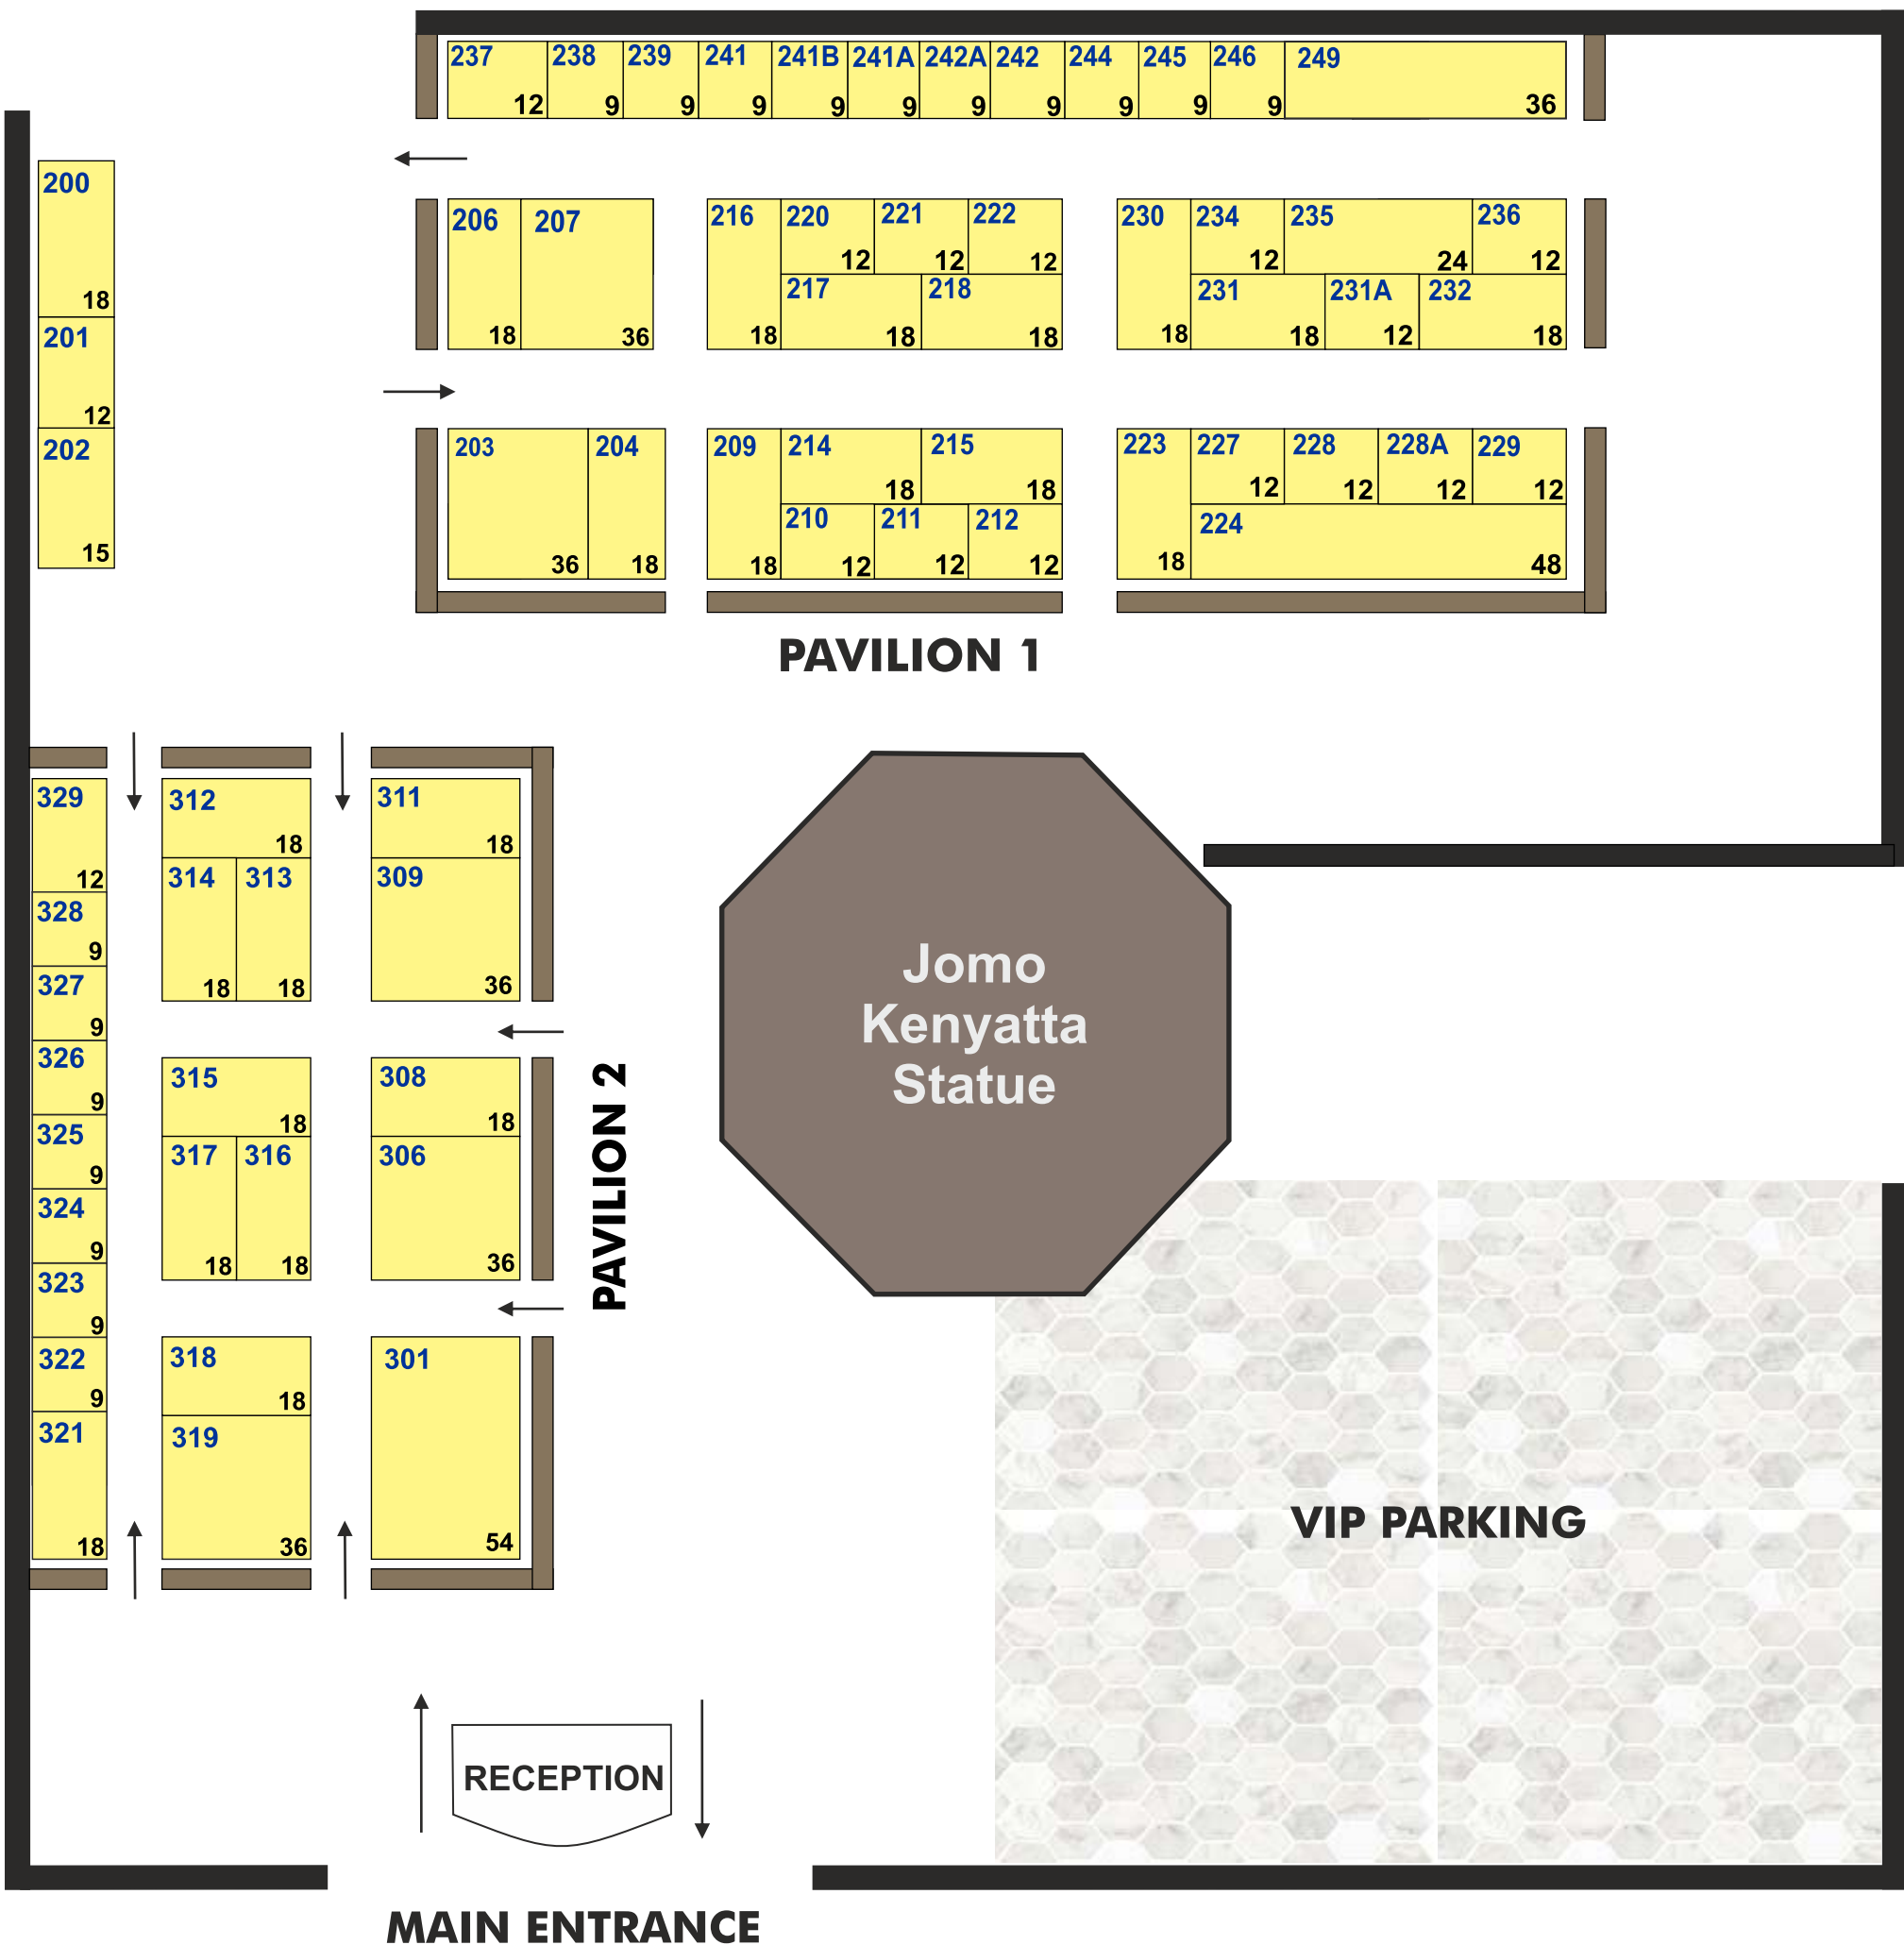 237 238 239 241 241B 241A 242A 242 244 245 246 249
12 9 9 9 9 9 9 9 9 9 9 36
200
18
201
12
202
15
206 207 216 220 221 222 230 234 235 236
12 12 12 12 24 12
217 218 231 231A 232
18 36 18 18 18 18 18 12 18
203 204 209 214 215 223 227 228 228A 229
18 18 12 12 12 12
210 211 212 224
36 18 18 12 12 12 18 48
PAVILION 1
329
12
328
9
327
9
326
9
325
9
324
9
323
9
322
9
321
18
312
18
314 313
18 18
315
18
317 316
18 18
318
18
319
36
311
18
309
36
308
18
306
36
301
54
PAVILION 2
Jomo
Kenyatta
Statue
VIP PARKING
RECEPTION
MAIN ENTRANCE